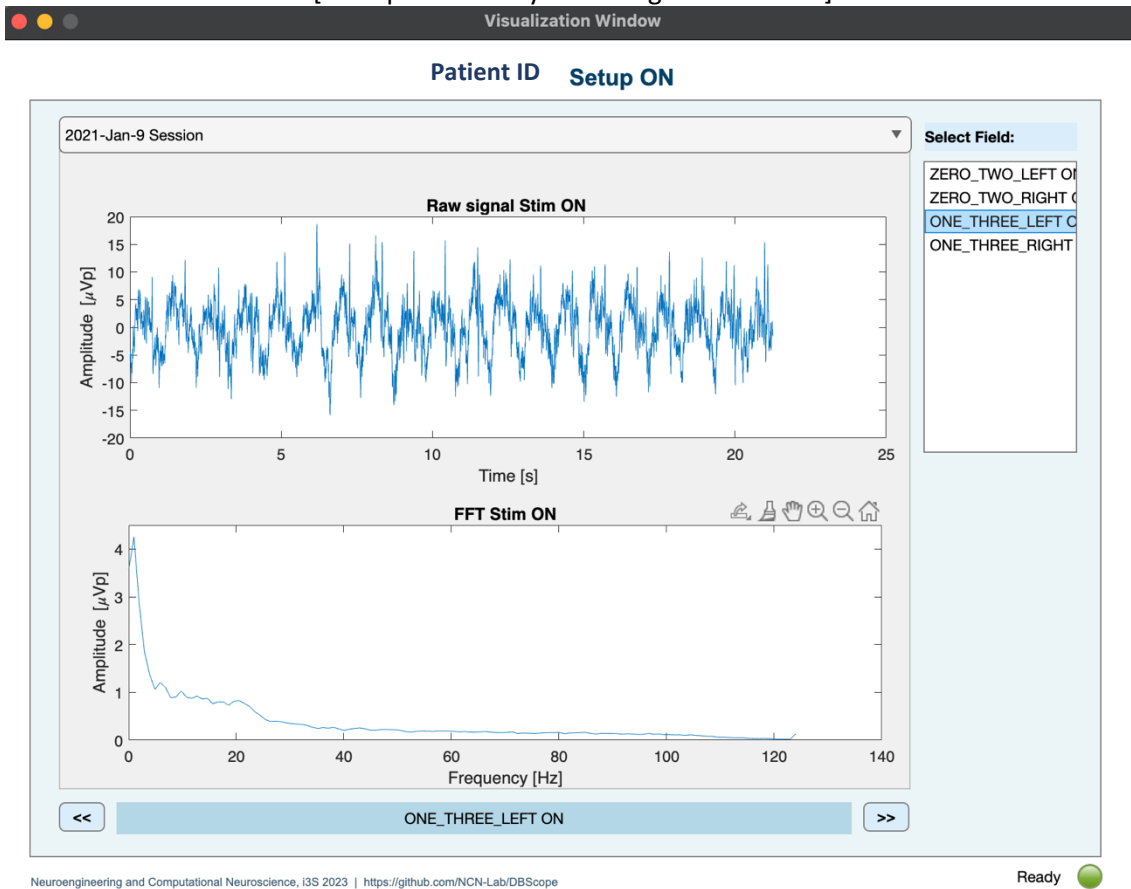 Visualization Window
Patient ID Setup ON
2021-Jan-9 Session
Select Field:
ZERO_TWO_LEFT
ZERO_TWO_RIGHT
ONE_THREE_LEFT
ONE_THREE_RIGHT
Raw signal Stim ON
20
15
10
5
0
-5
-10
-15
-20
Amplitude [μVp]
0 5 10 15 20 25
Time [s]
FFT Stim ON
4
3
2
1
0
Amplitude [μVp]
0 20 40 60 80 100 120 140
Frequency [Hz]
<< ONE_THREE_LEFT ON >>
Neuroengineering and Computational Neuroscience, i3S 2023 | https://github.com/NCN-Lab/DBScope
Ready